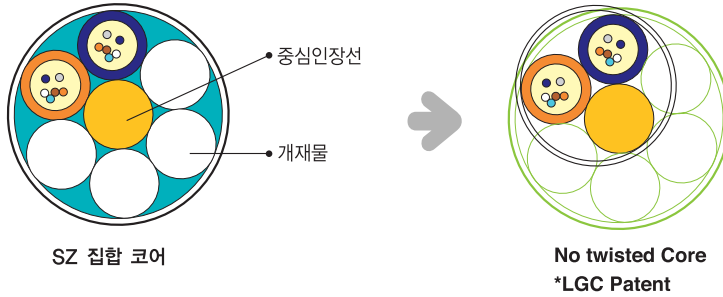 중심인장선
개재물
SZ 집합 코어
No twisted Core
*LGC Patent